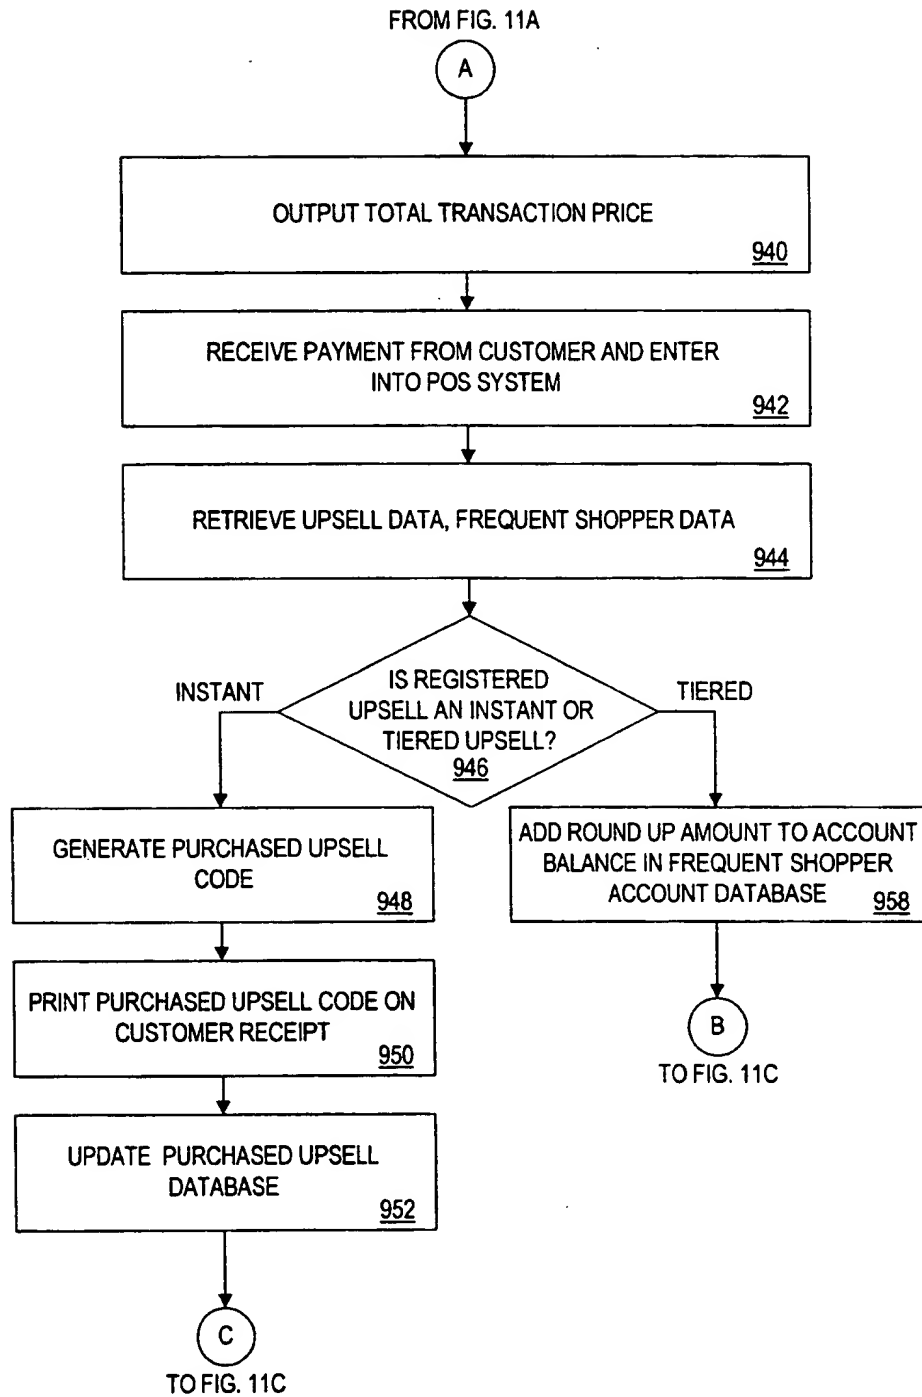 FROM FIG. 11A
A
OUTPUT TOTAL TRANSACTION PRICE
940
RECEIVE PAYMENT FROM CUSTOMER AND ENTER
INTO POS SYSTEM
942
RETRIEVE UPSELL DATA, FREQUENT SHOPPER DATA
944
IS REGISTERED
UPSELL AN INSTANT OR
TIERED UPSELL?
946
INSTANT
TIERED
GENERATE PURCHASED UPSELL
CODE
948
PRINT PURCHASED UPSELL CODE ON
CUSTOMER RECEIPT
950
UPDATE PURCHASED UPSELL
DATABASE
952
C
TO FIG. 11C
ADD ROUND UP AMOUNT TO ACCOUNT
BALANCE IN FREQUENT SHOPPER
ACCOUNT DATABASE
958
B
TO FIG. 11C